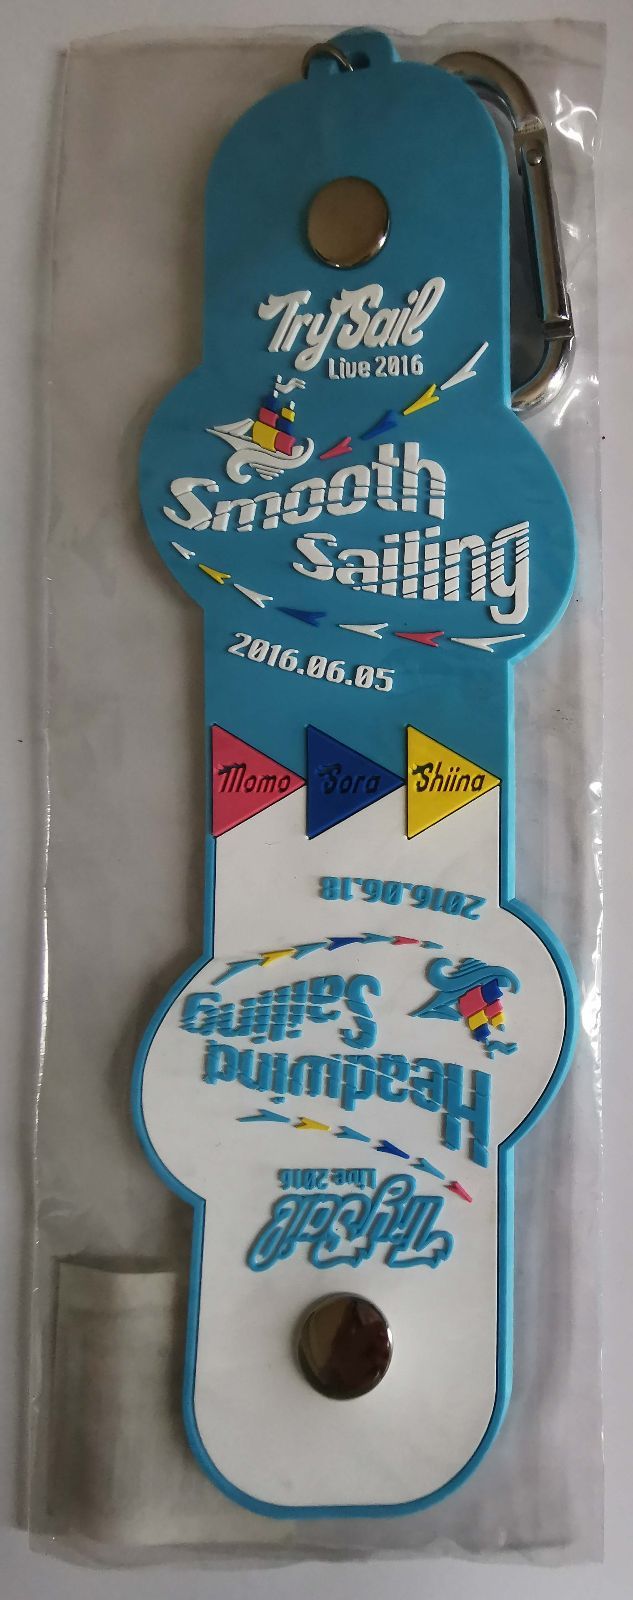 TrySail
Live 2016
Smooth
Sailing
2016.06.05
Momo Sora Shiina
2016.06.18
Headwind
Sailing
TrySail
Live 2016